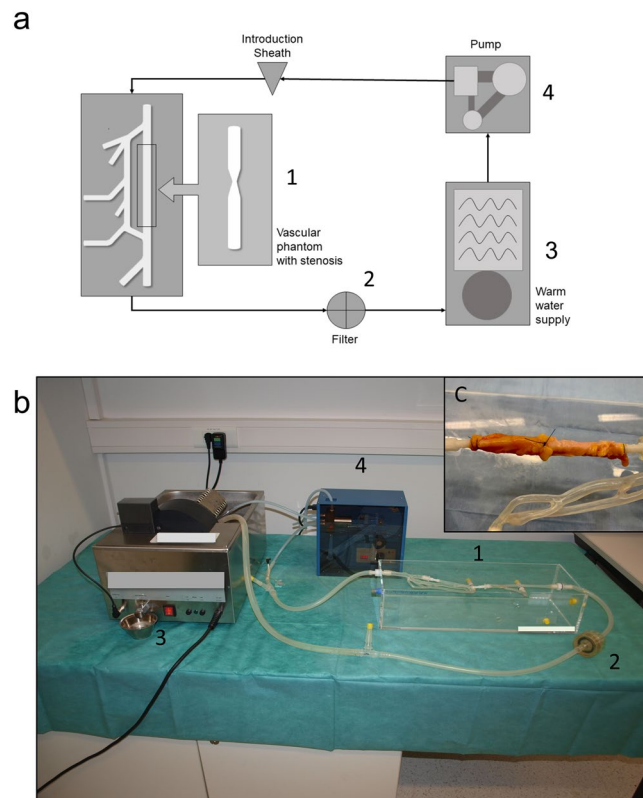 a
Introduction
Sheath
Pump
4
1
Vascular
phantom
with stenosis
2
Filter
3
Warm
water
supply
b
C
4
1
3
2